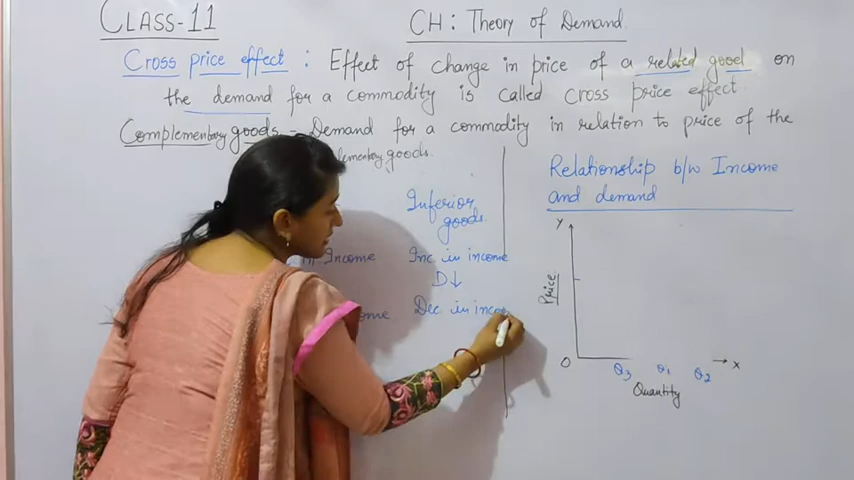 CLASS-11
CH: Theory of Demand.
Cross price effect : Effect of change in price of a related good on
the demand for a commodity is called cross price effect
Complementary goods - Demand for a commodity in relation to price of the
goods.
Inferior
goods.
in Income
Inc in income
D↓
Dec in
Relationship b/w Income
and demand
Y
Price
O
Q3 Q1 Q2 X
Quantity